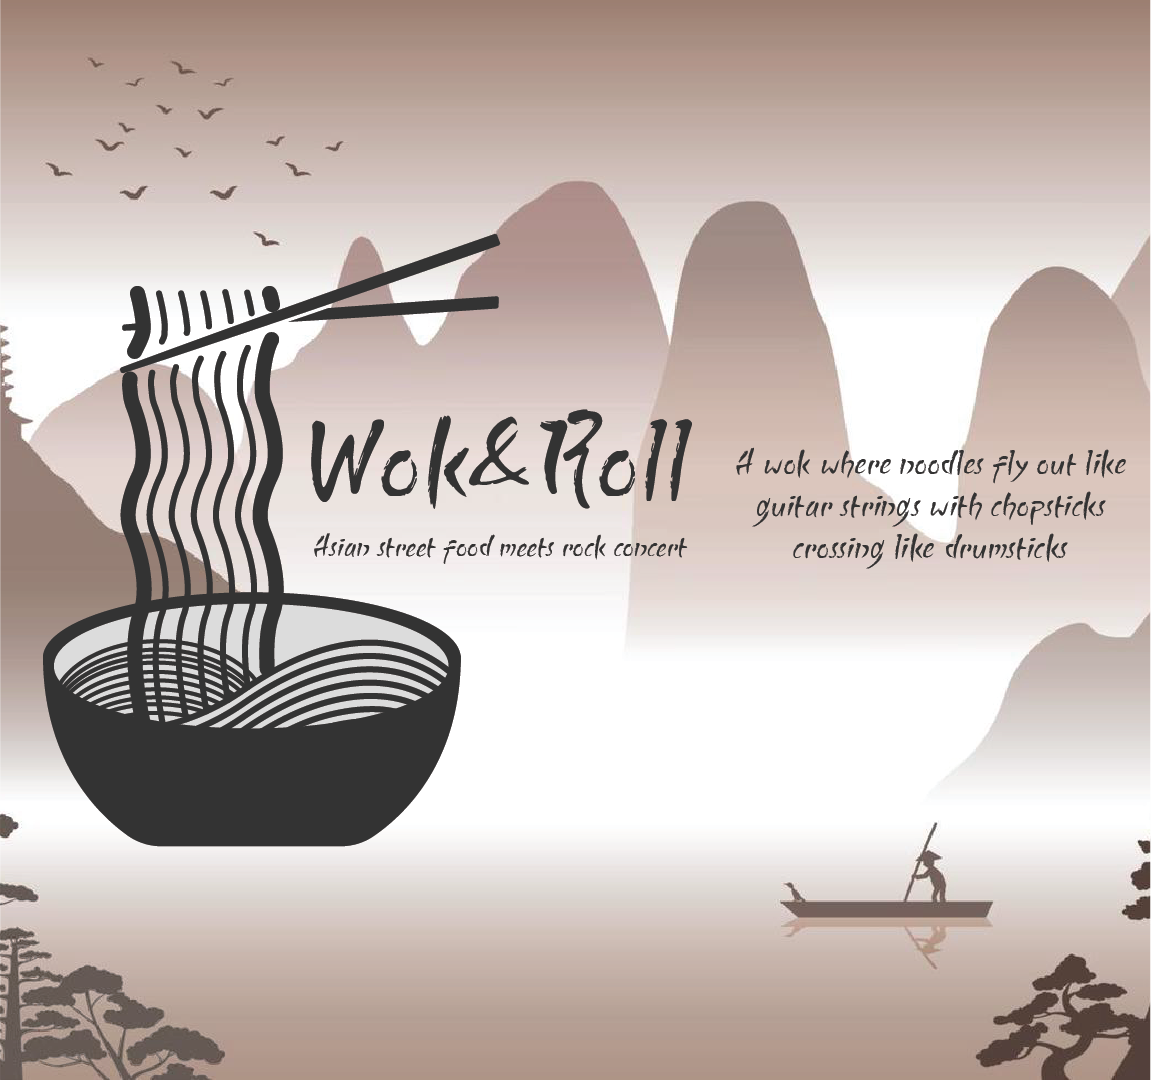 Wok&Roll
Asian street food meets rock concert
A wok where noodles fly out like
guitar strings with chopsticks
crossing like drumsticks